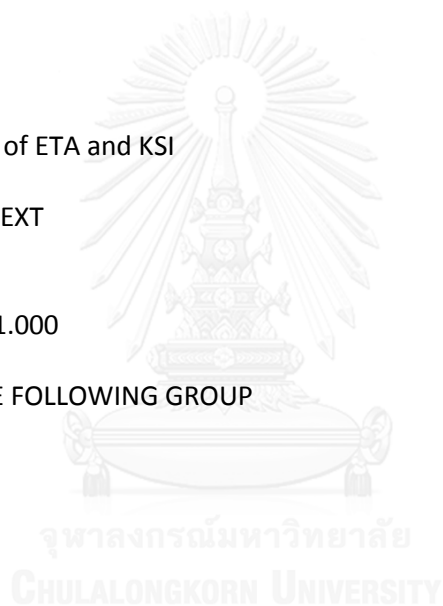 of ETA and KSI
EXT
1.000
E FOLLOWING GROUP
จุฬาลงกรณ์มหาวิทยาลัย
CHULALONGKORN UNIVERSITY